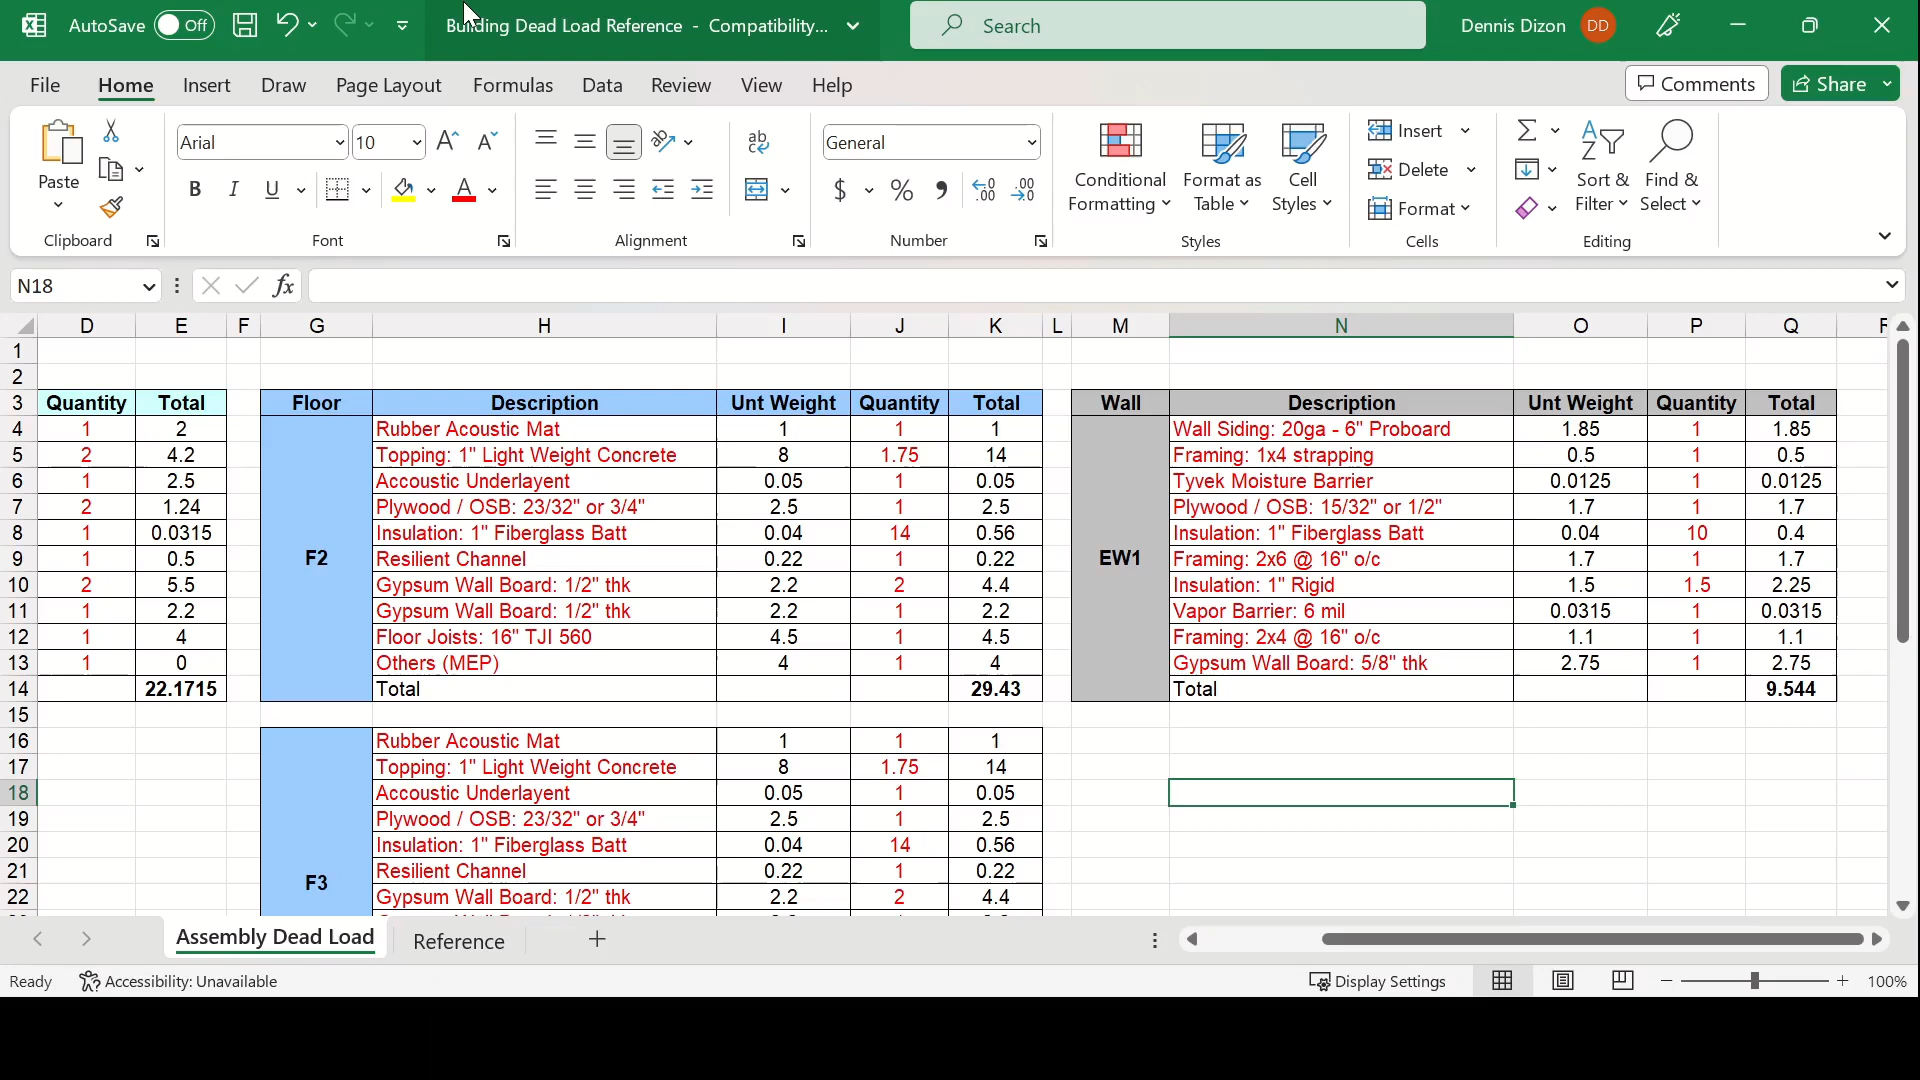 AutoSave Off Building Dead Load Reference - Compatibility... Search Dennis Dizon DD
File Home Insert Draw Page Layout Formulas Data Review View Help Comments Share
Paste Arial 10 General Conditional Formatting Format as Table Cell Styles Insert Delete Format Sort & Filter Find & Select
Clipboard Font Alignment Number Styles Cells Editing
N18 fx
D E F G H I J K L M N O P Q
1
2
3 Quantity Total Floor Description Unt Weight Quantity Total Wall Description Unt Weight Quantity Total
4 1 2 Rubber Acoustic Mat 1 1 1 Wall Siding: 20ga - 6" Proboard 1.85 1 1.85
5 2 4.2 Topping: 1" Light Weight Concrete 8 1.75 14 Framing: 1x4 strapping 0.5 1 0.5
6 1 2.5 Accoustic Underlayent 0.05 1 0.05 Tyvek Moisture Barrier 0.0125 1 0.0125
7 2 1.24 Plywood / OSB: 23/32" or 3/4" 2.5 1 2.5 Plywood / OSB: 15/32" or 1/2" 1.7 1 1.7
8 1 0.0315 Insulation: 1" Fiberglass Batt 0.04 14 0.56 Insulation: 1" Fiberglass Batt 0.04 10 0.4
9 1 0.5 F2 Resilient Channel 0.22 1 0.22 EW1 Framing: 2x6 @ 16" o/c 1.7 1 1.7
10 2 5.5 Gypsum Wall Board: 1/2" thk 2.2 2 4.4 Insulation: 1" Rigid 1.5 1.5 2.25
11 1 2.2 Gypsum Wall Board: 1/2" thk 2.2 1 2.2 Vapor Barrier: 6 mil 0.0315 1 0.0315
12 1 4 Floor Joists: 16" TJI 560 4.5 1 4.5 Framing: 2x4 @ 16" o/c 1.1 1 1.1
13 1 0 Others (MEP) 4 1 4 Gypsum Wall Board: 5/8" thk 2.75 1 2.75
14 22.1715 Total 29.43 Total 9.544
15
16 Rubber Acoustic Mat 1 1 1
17 Topping: 1" Light Weight Concrete 8 1.75 14
18 Accoustic Underlayent 0.05 1 0.05
19 Plywood / OSB: 23/32" or 3/4" 2.5 1 2.5
20 Insulation: 1" Fiberglass Batt 0.04 14 0.56
21 F3 Resilient Channel 0.22 1 0.22
22 Gypsum Wall Board: 1/2" thk 2.2 2 4.4
Assembly Dead Load Reference
Ready Accessibility: Unavailable Display Settings 100%